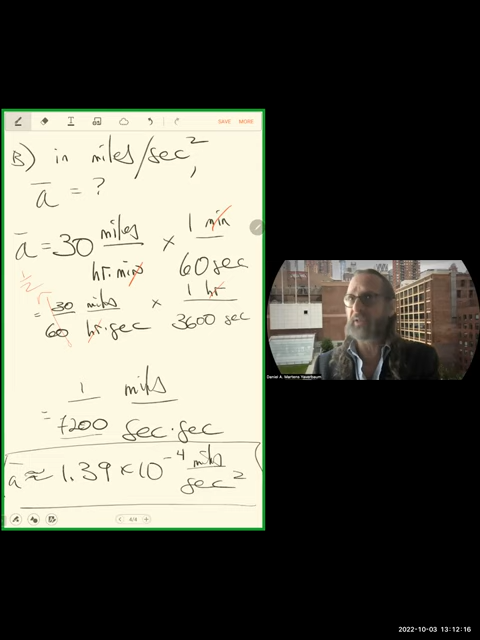 SAVE MORE
B) in miles/sec², 
a̅ = ?
a̅ = 30 miles/hr·min × 1 min/60 sec
1/2
= 30/60 miles/hr·sec × 1 hr/3600 sec
= 1/7200 miles/sec·sec
a̅ ≈ 1.39 × 10⁻⁴ miles/sec²
4/4
Daniel A. Martens Yaverbaum
2022-10-03 13:12:16